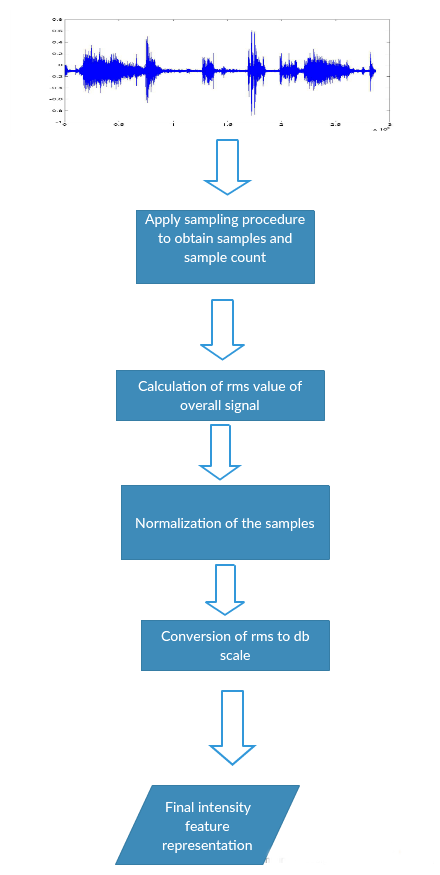 Apply sampling procedure
to obtain samples and
sample count
Calculation of rms value of
overall signal
Normalization of the samples
Conversion of rms to db
scale
Final intensity
feature
representation